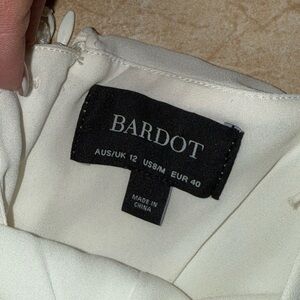 BARDOT
AUS/UK 12 US8/M EUR 40
MADE IN
CHINA